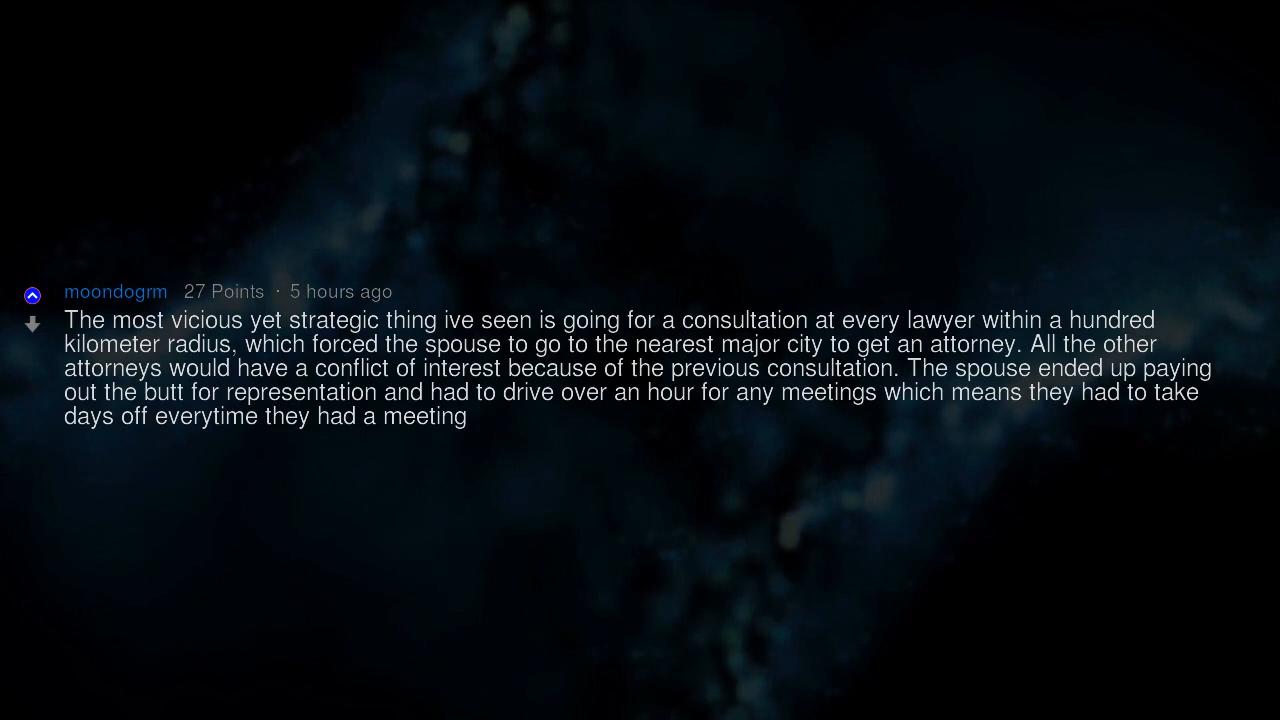 moondogrm 27 Points · 5 hours ago
The most vicious yet strategic thing ive seen is going for a consultation at every lawyer within a hundred
kilometer radius, which forced the spouse to go to the nearest major city to get an attorney. All the other
attorneys would have a conflict of interest because of the previous consultation. The spouse ended up paying
out the butt for representation and had to drive over an hour for any meetings which means they had to take
days off everytime they had a meeting